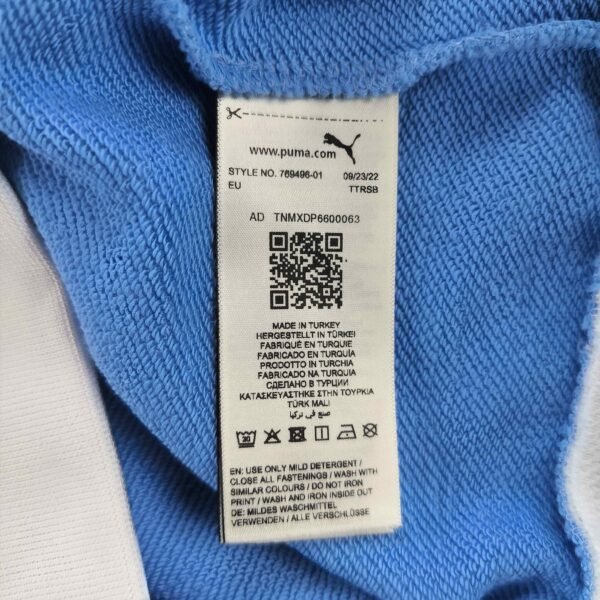 www.puma.com
STYLE NO. 769496-01 09/23/22
EU TTRSB
AD TNMXDP6600063
MADE IN TURKEY
HERGESTELLT IN TÜRKEI
FABRIQUÉ EN TURQUIE
FABRICADO EN TURQUÍA
PRODOTTO IN TURCHIA
FABRICADO NA TURQUIA
СДЕЛАНО В ТУРЦИИ
ΚΑΤΑΣΚΕΥΑΣΤΗΚΕ ΣΤΗΝ ΤΟΥΡΚΙΑ
TÜRK MALI
صنع في تركيا
30
EN: USE ONLY MILD DETERGENT /
CLOSE ALL FASTENINGS / WASH WITH
SIMILAR COLOURS / DO NOT IRON
PRINT / WASH AND IRON INSIDE OUT
DE: MILDES WASCHMITTEL
VERWENDEN / ALLE VERSCHLÜSSE